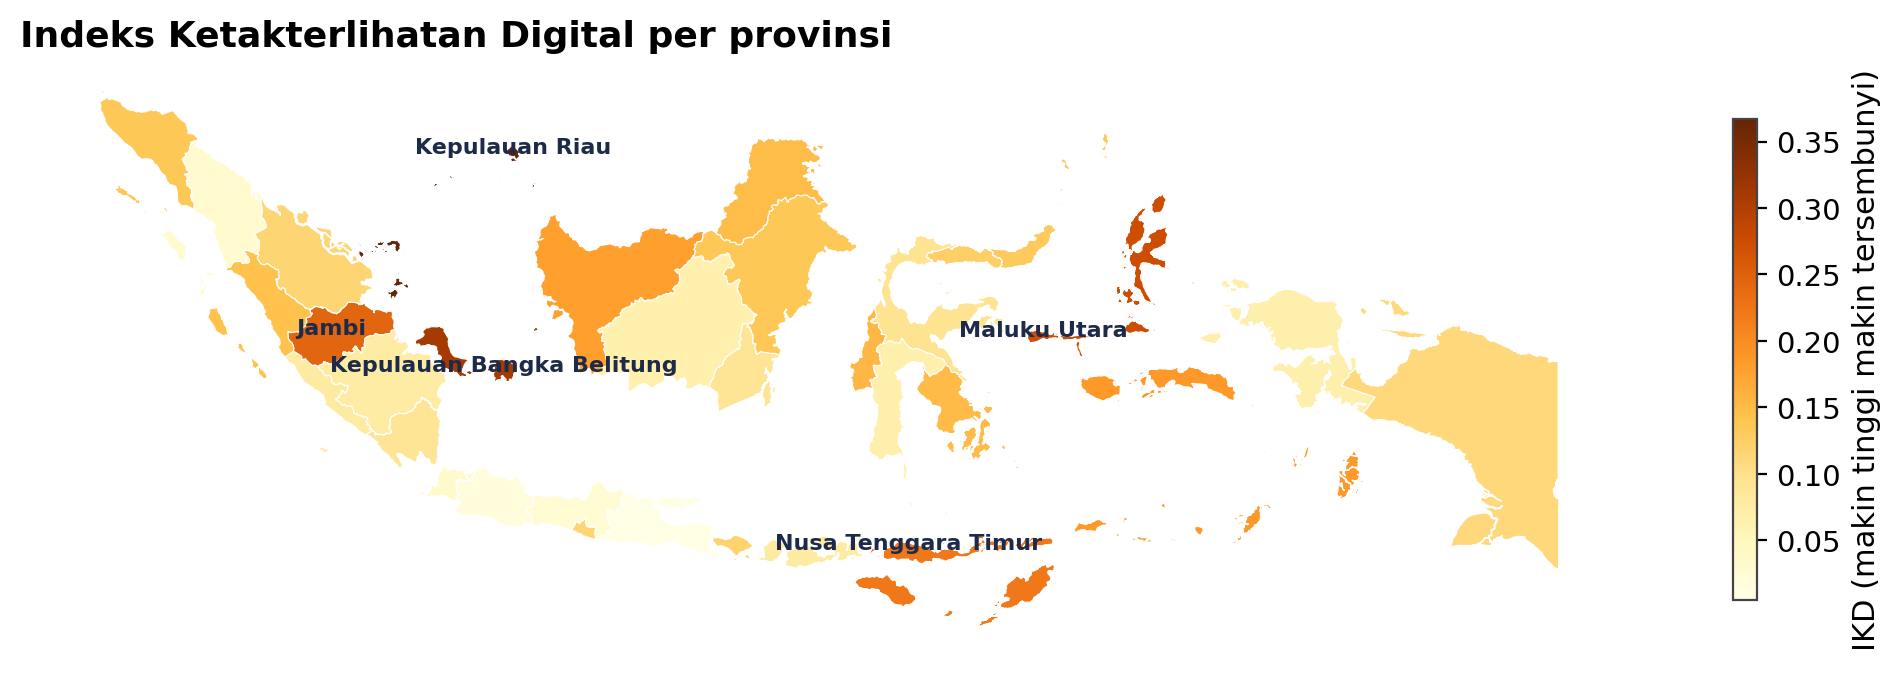 Indeks Ketakterlihatan Digital per provinsi
Kepulauan Riau
Jambi
Kepulauan Bangka Belitung
Maluku Utara
Nusa Tenggara Timur
0.35
0.30
0.25
0.20
0.15
0.10
0.05
IKD (makin tinggi makin tersembunyi)